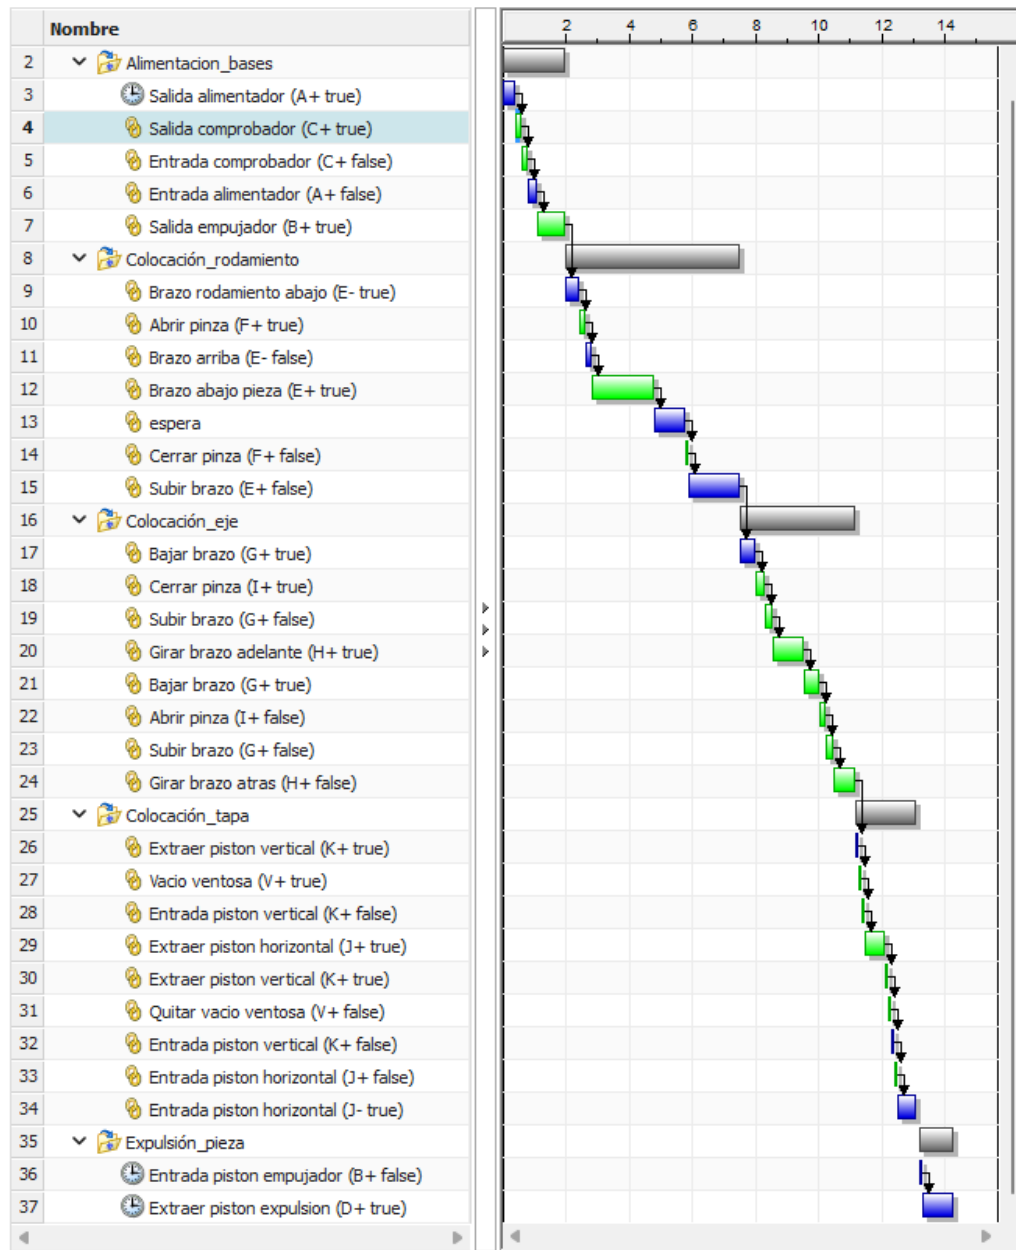 Nombre
2 4 6 8 10 12 14
2 Alimentacion_bases
3 Salida alimentador (A+ true)
4 Salida comprobador (C+ true)
5 Entrada comprobador (C+ false)
6 Entrada alimentador (A+ false)
7 Salida empujador (B+ true)
8 Colocación_rodamiento
9 Brazo rodamiento abajo (E- true)
10 Abrir pinza (F+ true)
11 Brazo arriba (E- false)
12 Brazo abajo pieza (E+ true)
13 espera
14 Cerrar pinza (F+ false)
15 Subir brazo (E+ false)
16 Colocación_eje
17 Bajar brazo (G+ true)
18 Cerrar pinza (I+ true)
19 Subir brazo (G+ false)
20 Girar brazo adelante (H+ true)
21 Bajar brazo (G+ true)
22 Abrir pinza (I+ false)
23 Subir brazo (G+ false)
24 Girar brazo atras (H+ false)
25 Colocación_tapa
26 Extraer piston vertical (K+ true)
27 Vacio ventosa (V+ true)
28 Entrada piston vertical (K+ false)
29 Extraer piston horizontal (J+ true)
30 Extraer piston vertical (K+ true)
31 Quitar vacio ventosa (V+ false)
32 Entrada piston vertical (K+ false)
33 Entrada piston horizontal (J+ false)
34 Entrada piston horizontal (J- true)
35 Expulsión_pieza
36 Entrada piston empujador (B+ false)
37 Extraer piston expulsion (D+ true)